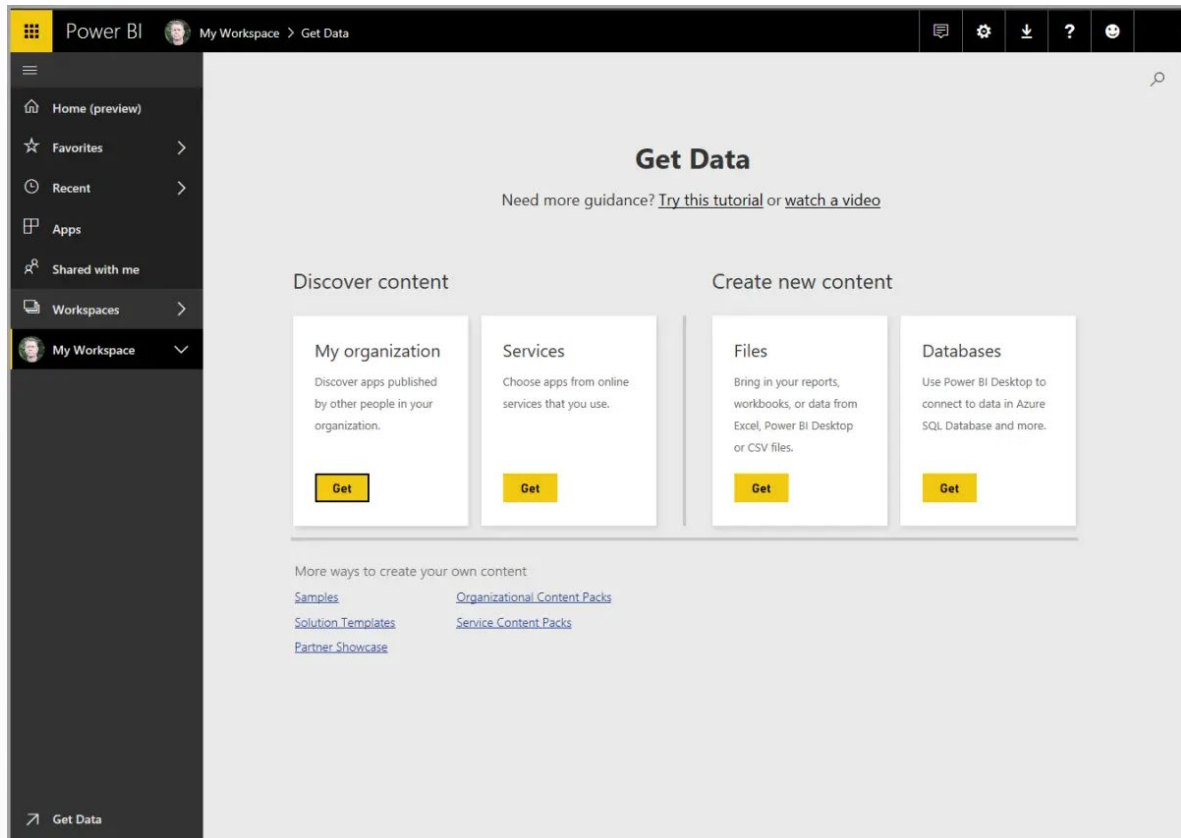 Power BI
My Workspace > Get Data
?
Home (preview)
Favorites
Recent
Apps
Shared with me
Workspaces
My Workspace
Get Data
Get Data
Need more guidance? Try this tutorial or watch a video
Discover content
My organization
Discover apps published
by other people in your
organization.
Get
Services
Choose apps from online
services that you use.
Get
Create new content
Files
Bring in your reports,
workbooks, or data from
Excel, Power BI Desktop
or CSV files.
Get
Databases
Use Power BI Desktop to
connect to data in Azure
SQL Database and more.
Get
More ways to create your own content
Samples
Solution Templates
Partner Showcase
Organizational Content Packs
Service Content Packs